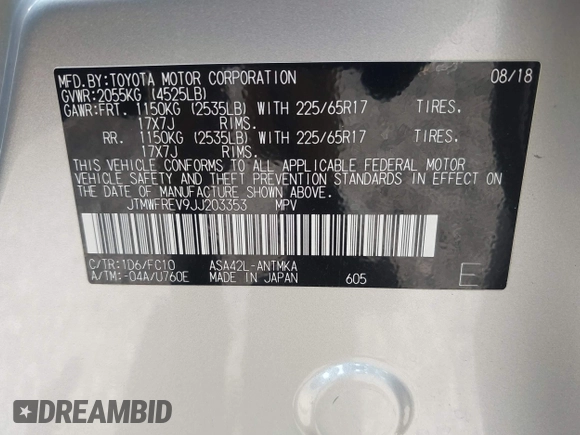 MFD.BY:TOYOTA MOTOR CORPORATION 08/18
GVWR:2055KG (4525LB)
GAWR:FRT. 1150KG (2535LB) WITH 225/65R17 TIRES,
17X7J RIMS.
RR. 1150KG (2535LB) WITH 225/65R17 TIRES,
17X7J RIMS.
THIS VEHICLE CONFORMS TO ALL APPLICABLE FEDERAL MOTOR
VEHICLE SAFETY AND THEFT PREVENTION STANDARDS IN EFFECT ON
THE DATE OF MANUFACTURE SHOWN ABOVE.
JTMWFREV9JJ203353 MPV
C/TR:1D6/FC10 ASA42L-ANTMKA
A/TM:-04A/U760E MADE IN JAPAN 605 E
DREAMBID